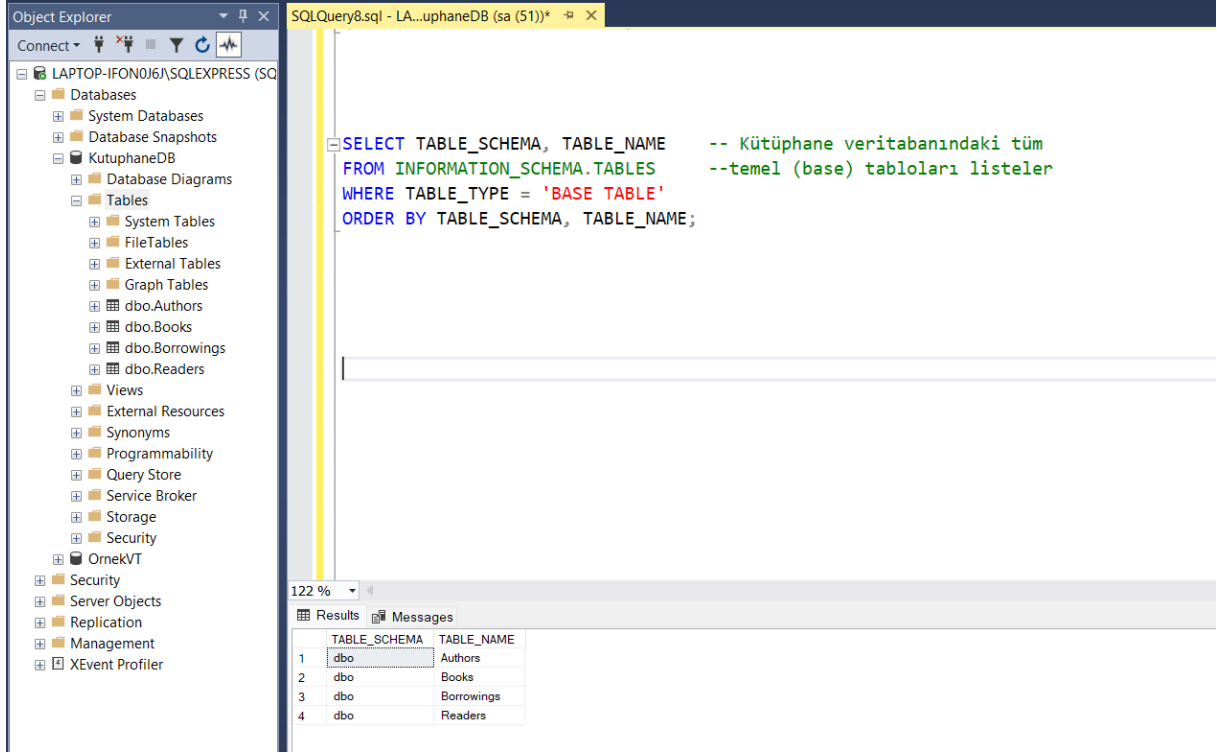 Object Explorer
Connect
LAPTOP-IFON0J6J\SQLEXPRESS (SQ
Databases
System Databases
Database Snapshots
KutuphaneDB
Database Diagrams
Tables
System Tables
FileTables
External Tables
Graph Tables
dbo.Authors
dbo.Books
dbo.Borrowings
dbo.Readers
Views
External Resources
Synonyms
Programmability
Query Store
Service Broker
Storage
Security
OrnekVT
Security
Server Objects
Replication
Management
XEvent Profiler
SQLQuery8.sql - LA...uphaneDB (sa (51))*
SELECT TABLE_SCHEMA, TABLE_NAME -- Kütüphane veritabanındaki tüm
FROM INFORMATION_SCHEMA.TABLES --temel (base) tabloları listeler
WHERE TABLE_TYPE = 'BASE TABLE'
ORDER BY TABLE_SCHEMA, TABLE_NAME;
122 %
Results Messages
TABLE_SCHEMA TABLE_NAME
1 dbo Authors
2 dbo Books
3 dbo Borrowings
4 dbo Readers